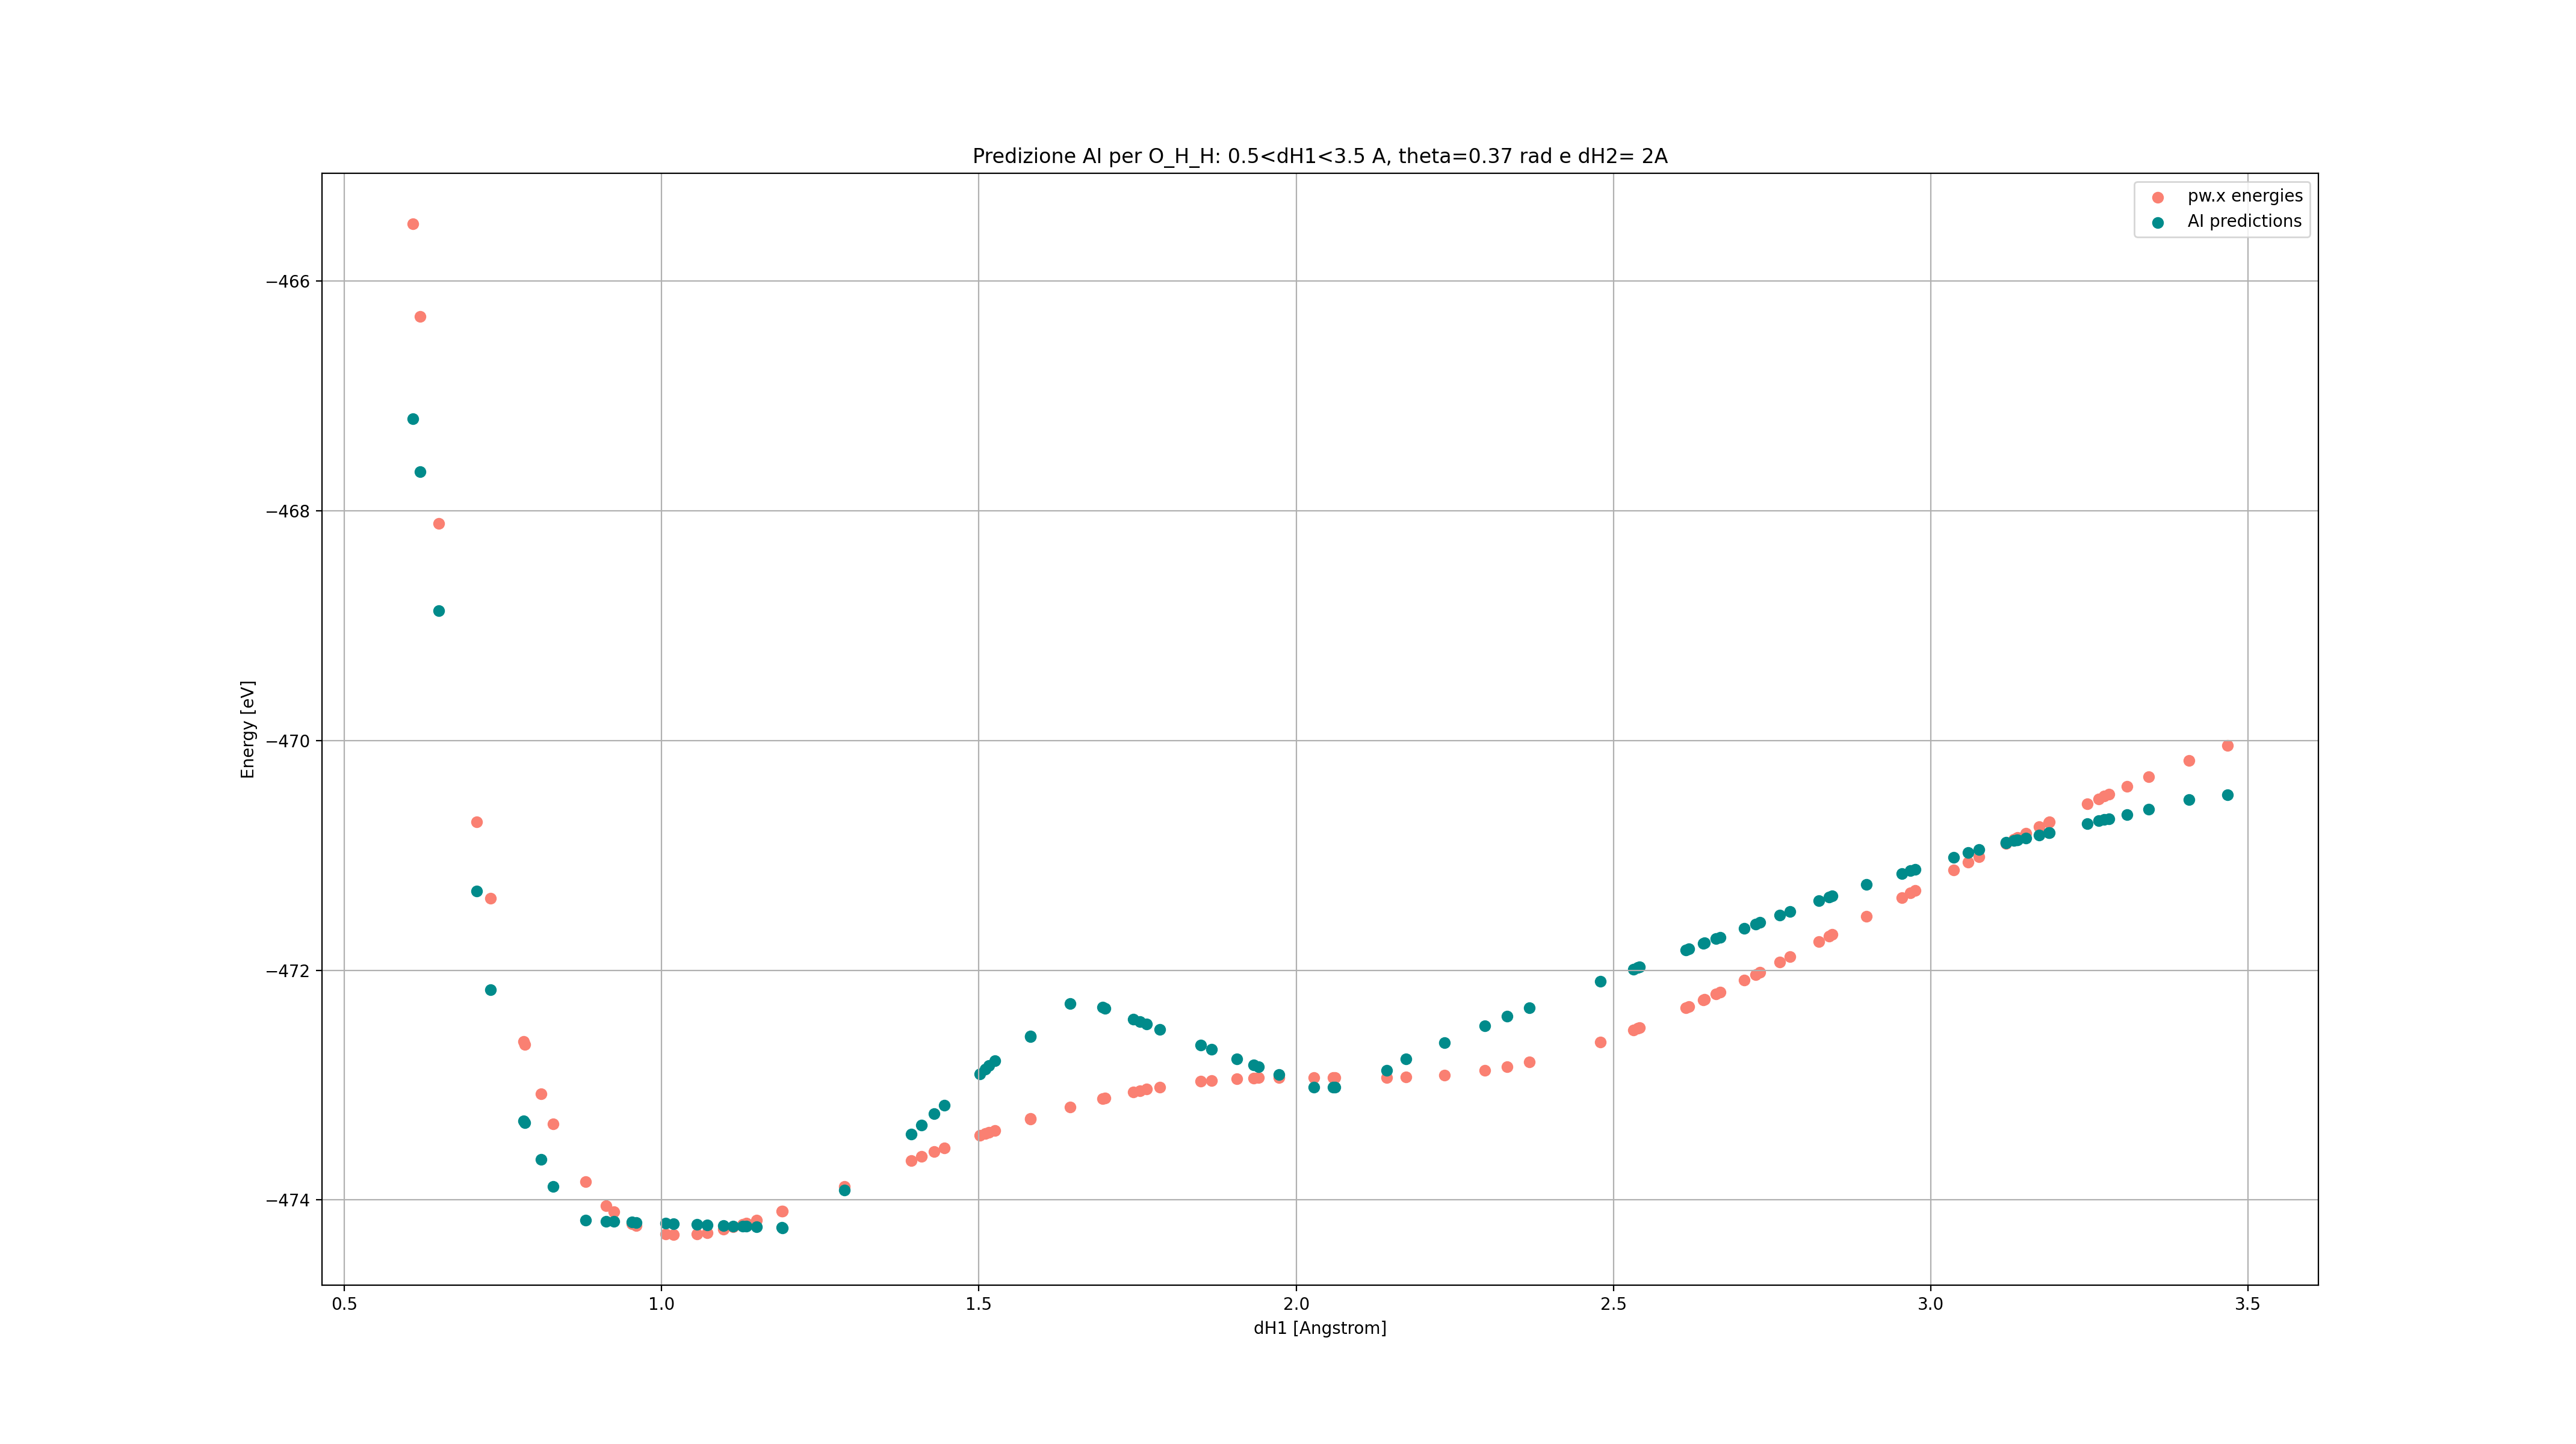 Predizione AI per O_H_H: 0.5<dH1<3.5 A, theta=0.37 rad e dH2= 2A
pw.x energies
AI predictions
−466
−468
−470
−472
−474
Energy [eV]
0.5 1.0 1.5 2.0 2.5 3.0 3.5
dH1 [Angstrom]